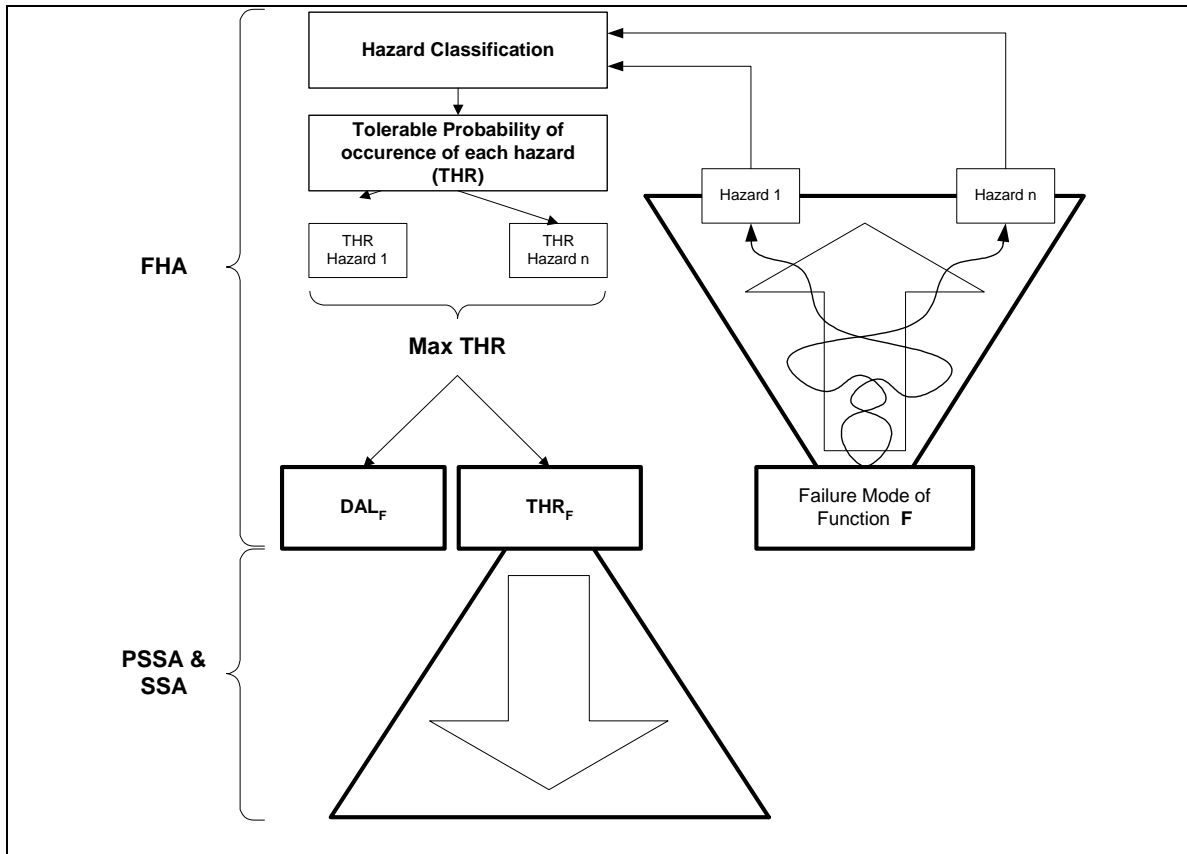 Hazard Classification
Tolerable Probability of
occurence of each hazard
(THR)
Hazard 1
Hazard n
THR
Hazard 1
THR
Hazard n
FHA
Max THR
DALF
THRF
Failure Mode of
Function F
PSSA &
SSA